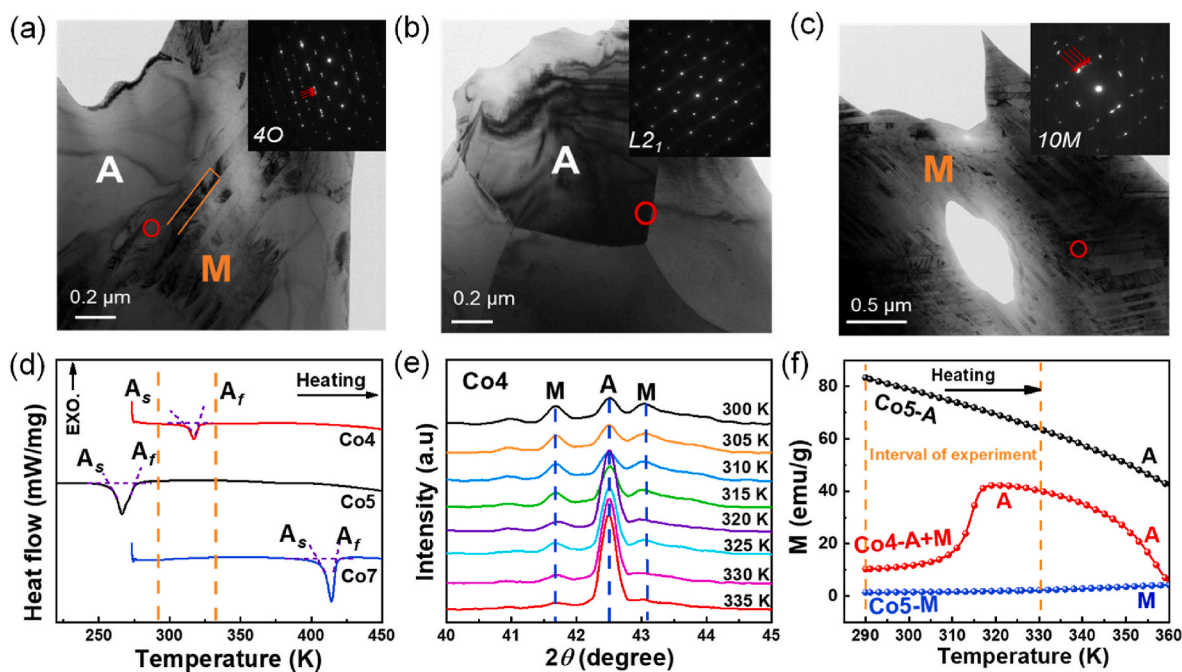 (a)
A
M
O
4O
0.2 μm
(b)
A
O
L2₁
0.2 μm
(c)
M
O
10M
0.5 μm
(d)
EXO.
Heating
Aₛ
A_f
Co4
Aₛ
A_f
Co5
Aₛ
A_f
Co7
Heat flow (mW/mg)
250 300 350 400 450
Temperature (K)
(e)
Co4
M A M
300 K
305 K
310 K
315 K
320 K
325 K
330 K
335 K
Intensity (a.u)
40 41 42 43 44 45
2θ (degree)
(f)
Heating
Co5-A
A
Interval of experiment
Co4-A+M
A
A
Co5-M
M
M (emu/g)
80
60
40
20
0
290 300 310 320 330 340 350 360
Temperature (K)